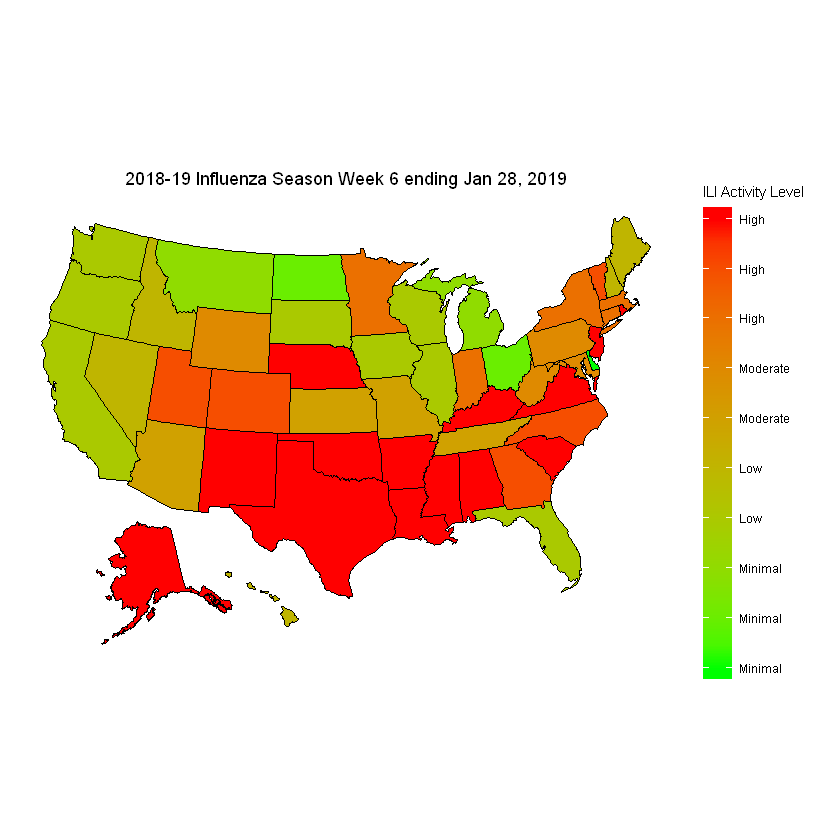 2018-19 Influenza Season Week 6 ending Jan 28, 2019
ILI Activity Level
High
High
High
Moderate
Moderate
Low
Low
Minimal
Minimal
Minimal